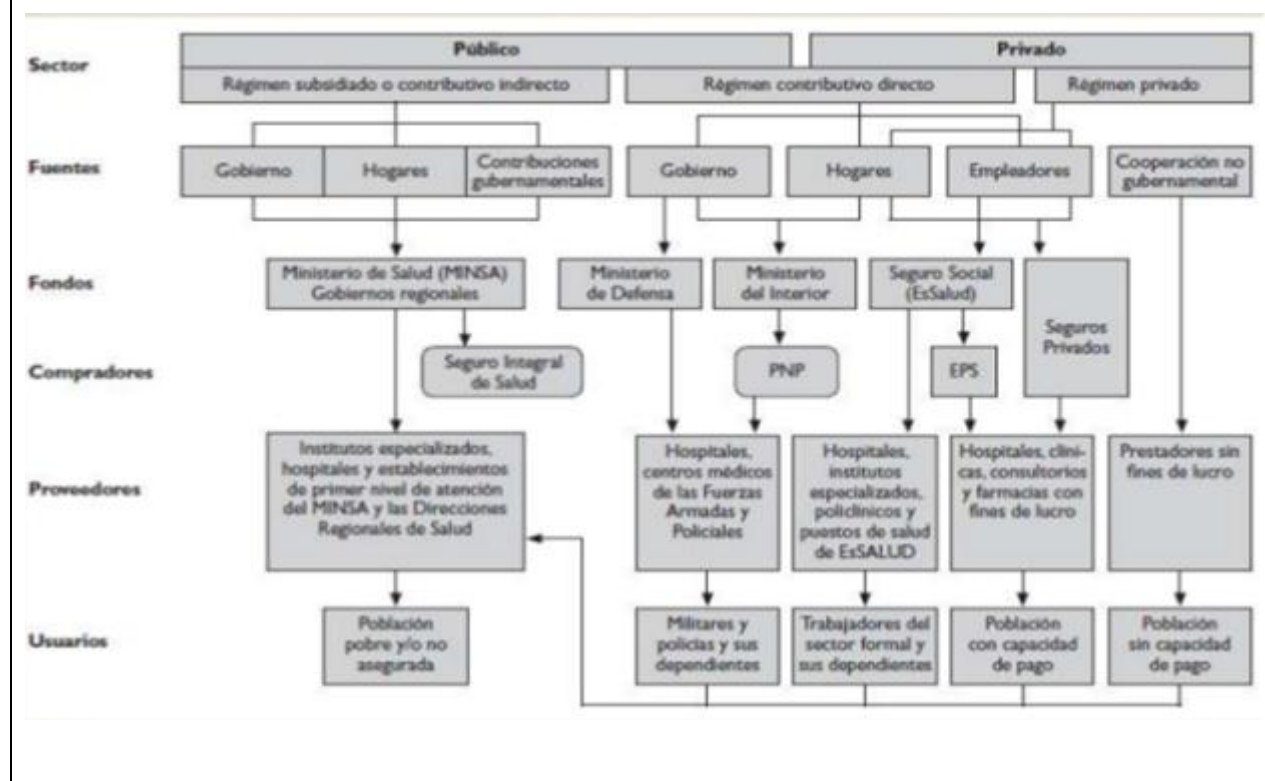 Público
Privado
Sector
Régimen subsidiado o contributivo indirecto
Régimen contributivo directo
Régimen privado
Fuentes
Gobierno
Hogares
Contribuciones
gubernamentales
Gobierno
Hogares
Empleadores
Cooperación no
gubernamental
Fondos
Ministerio de Salud (MINSA)
Gobiernos regionales
Ministerio
de Defensa
Ministerio
del Interior
Seguro Social
(EsSalud)
Seguros
Privados
Compradores
Seguro Integral
de Salud
PNP
EPS
Proveedores
Institutos especializados,
hospitales y establecimientos
de primer nivel de atención
del MINSA y las Direcciones
Regionales de Salud
Hospitales,
centros médicos
de las Fuerzas
Armadas y
Policiales
Hospitales,
institutos
especializados,
policlínicos y
puestos de salud
de EsSALUD
Hospitales, clíni-
cas, consultorios
y farmacias con
fines de lucro
Prestadores sin
fines de lucro
Usuarios
Población
pobre y/o no
asegurada
Militares y
policías y sus
dependientes
Trabajadores del
sector formal y
sus dependientes
Población
con capacidad
de pago
Población
sin capacidad
de pago